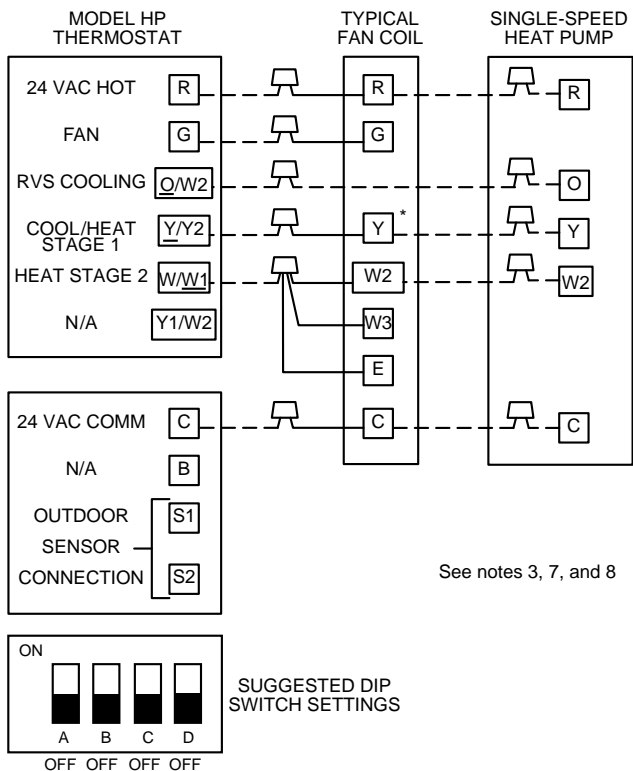 MODEL HP
THERMOSTAT
TYPICAL
FAN COIL
SINGLE-SPEED
HEAT PUMP
24 VAC HOT R R R
FAN G G
RVS COOLING O/W2 O
COOL/HEAT
STAGE 1 Y/Y2 Y * Y
HEAT STAGE 2 W/W1 W2 W2
N/A Y1/W2 W3
E
24 VAC COMM C C C
N/A B
OUTDOOR S1
SENSOR
CONNECTION S2
See notes 3, 7, and 8
ON
A B C D
OFF OFF OFF OFF
SUGGESTED DIP
SWITCH SETTINGS